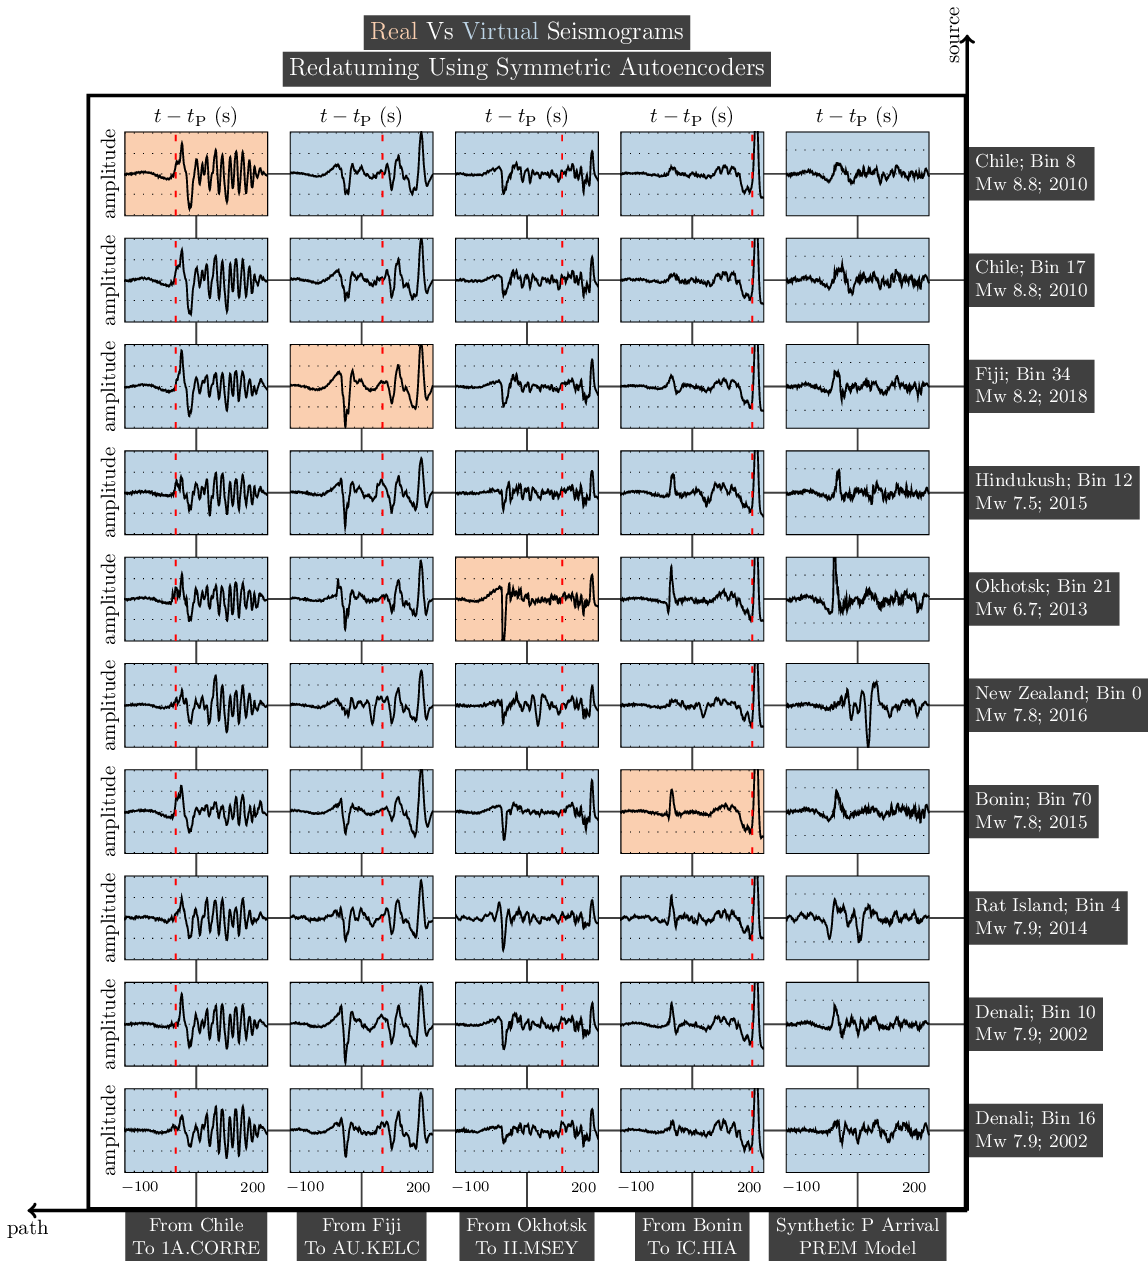 Real Vs Virtual Seismograms
Redatuming Using Symmetric Autoencoders
source
t − tP (s) t − tP (s) t − tP (s) t − tP (s) t − tP (s)
amplitude
Chile; Bin 8
Mw 8.8; 2010
amplitude
Chile; Bin 17
Mw 8.8; 2010
amplitude
Fiji; Bin 34
Mw 8.2; 2018
amplitude
Hindukush; Bin 12
Mw 7.5; 2015
amplitude
Okhotsk; Bin 21
Mw 6.7; 2013
amplitude
New Zealand; Bin 0
Mw 7.8; 2016
amplitude
Bonin; Bin 70
Mw 7.8; 2015
amplitude
Rat Island; Bin 4
Mw 7.9; 2014
amplitude
Denali; Bin 10
Mw 7.9; 2002
amplitude
Denali; Bin 16
Mw 7.9; 2002
−100 200 −100 200 −100 200 −100 200 −100 200
path
From Chile
To 1A.CORRE
From Fiji
To AU.KELC
From Okhotsk
To II.MSEY
From Bonin
To IC.HIA
Synthetic P Arrival
PREM Model